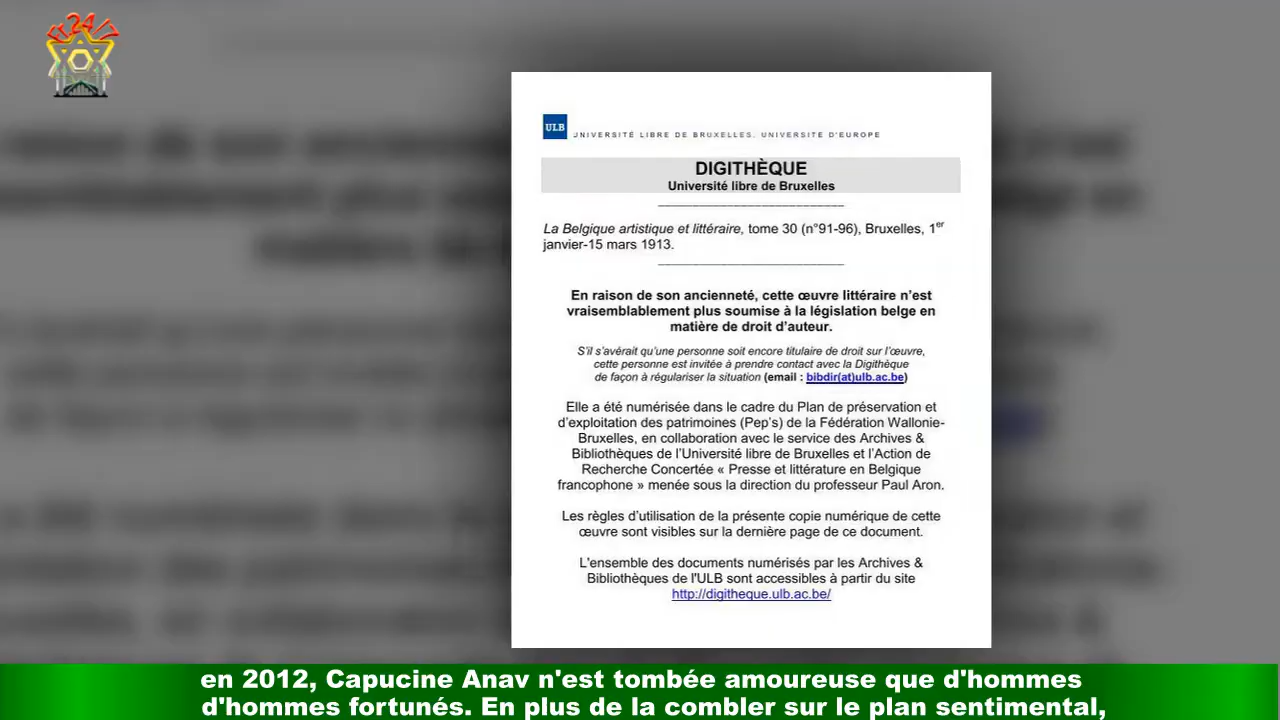 Fr 24/7
ULB
UNIVERSITÉ LIBRE DE BRUXELLES, UNIVERSITÉ D'EUROPE
DIGITHÈQUE
Université libre de Bruxelles
La Belgique artistique et littéraire, tome 30 (n°91-96), Bruxelles, 1er
janvier-15 mars 1913.
En raison de son ancienneté, cette œuvre littéraire n'est
vraisemblablement plus soumise à la législation belge en
matière de droit d'auteur.
S'il s'avérait qu'une personne soit encore titulaire de droit sur l'œuvre,
cette personne est invitée à prendre contact avec la Digithèque
de façon à régulariser la situation (email : bibdir(at)ulb.ac.be)
Elle a été numérisée dans le cadre du Plan de préservation et
d'exploitation des patrimoines (Pep's) de la Fédération Wallonie-
Bruxelles, en collaboration avec le service des Archives &
Bibliothèques de l'Université libre de Bruxelles et l'Action de
Recherche Concertée « Presse et littérature en Belgique
francophone » menée sous la direction du professeur Paul Aron.
Les règles d'utilisation de la présente copie numérique de cette
œuvre sont visibles sur la dernière page de ce document.
L'ensemble des documents numérisés par les Archives &
Bibliothèques de l'ULB sont accessibles à partir du site
http://digitheque.ulb.ac.be/
en 2012, Capucine Anav n'est tombée amoureuse que d'hommes
d'hommes fortunés. En plus de la combler sur le plan sentimental,